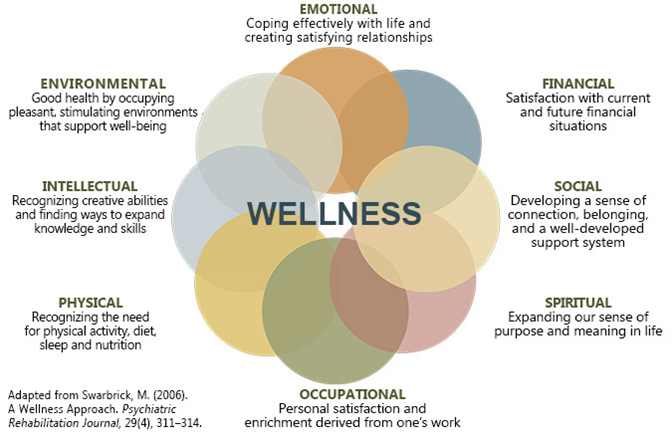 EMOTIONAL
Coping effectively with life and
creating satisfying relationships
ENVIRONMENTAL
Good health by occupying
pleasant, stimulating environments
that support well-being
FINANCIAL
Satisfaction with current
and future financial
situations
INTELLECTUAL
Recognizing creative abilities
and finding ways to expand
knowledge and skills
WELLNESS
SOCIAL
Developing a sense of
connection, belonging,
and a well-developed
support system
PHYSICAL
Recognizing the need
for physical activity, diet,
sleep and nutrition
SPIRITUAL
Expanding our sense of
purpose and meaning in life
OCCUPATIONAL
Personal satisfaction and
enrichment derived from one's work
Adapted from Swarbrick, M. (2006).
A Wellness Approach. Psychiatric
Rehabilitation Journal, 29(4), 311–314.